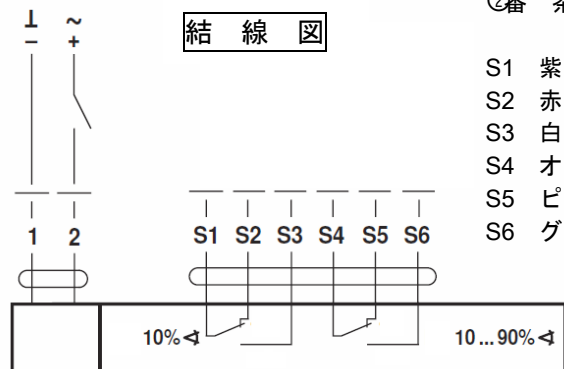 結 線 図
⊥ ~
− +
1 2
S1 S2 S3 S4 S5 S6
10%∢ 10...90%∢
②番
S1 紫
S2 赤
S3 白
S4 オ
S5 ピ
S6 グ